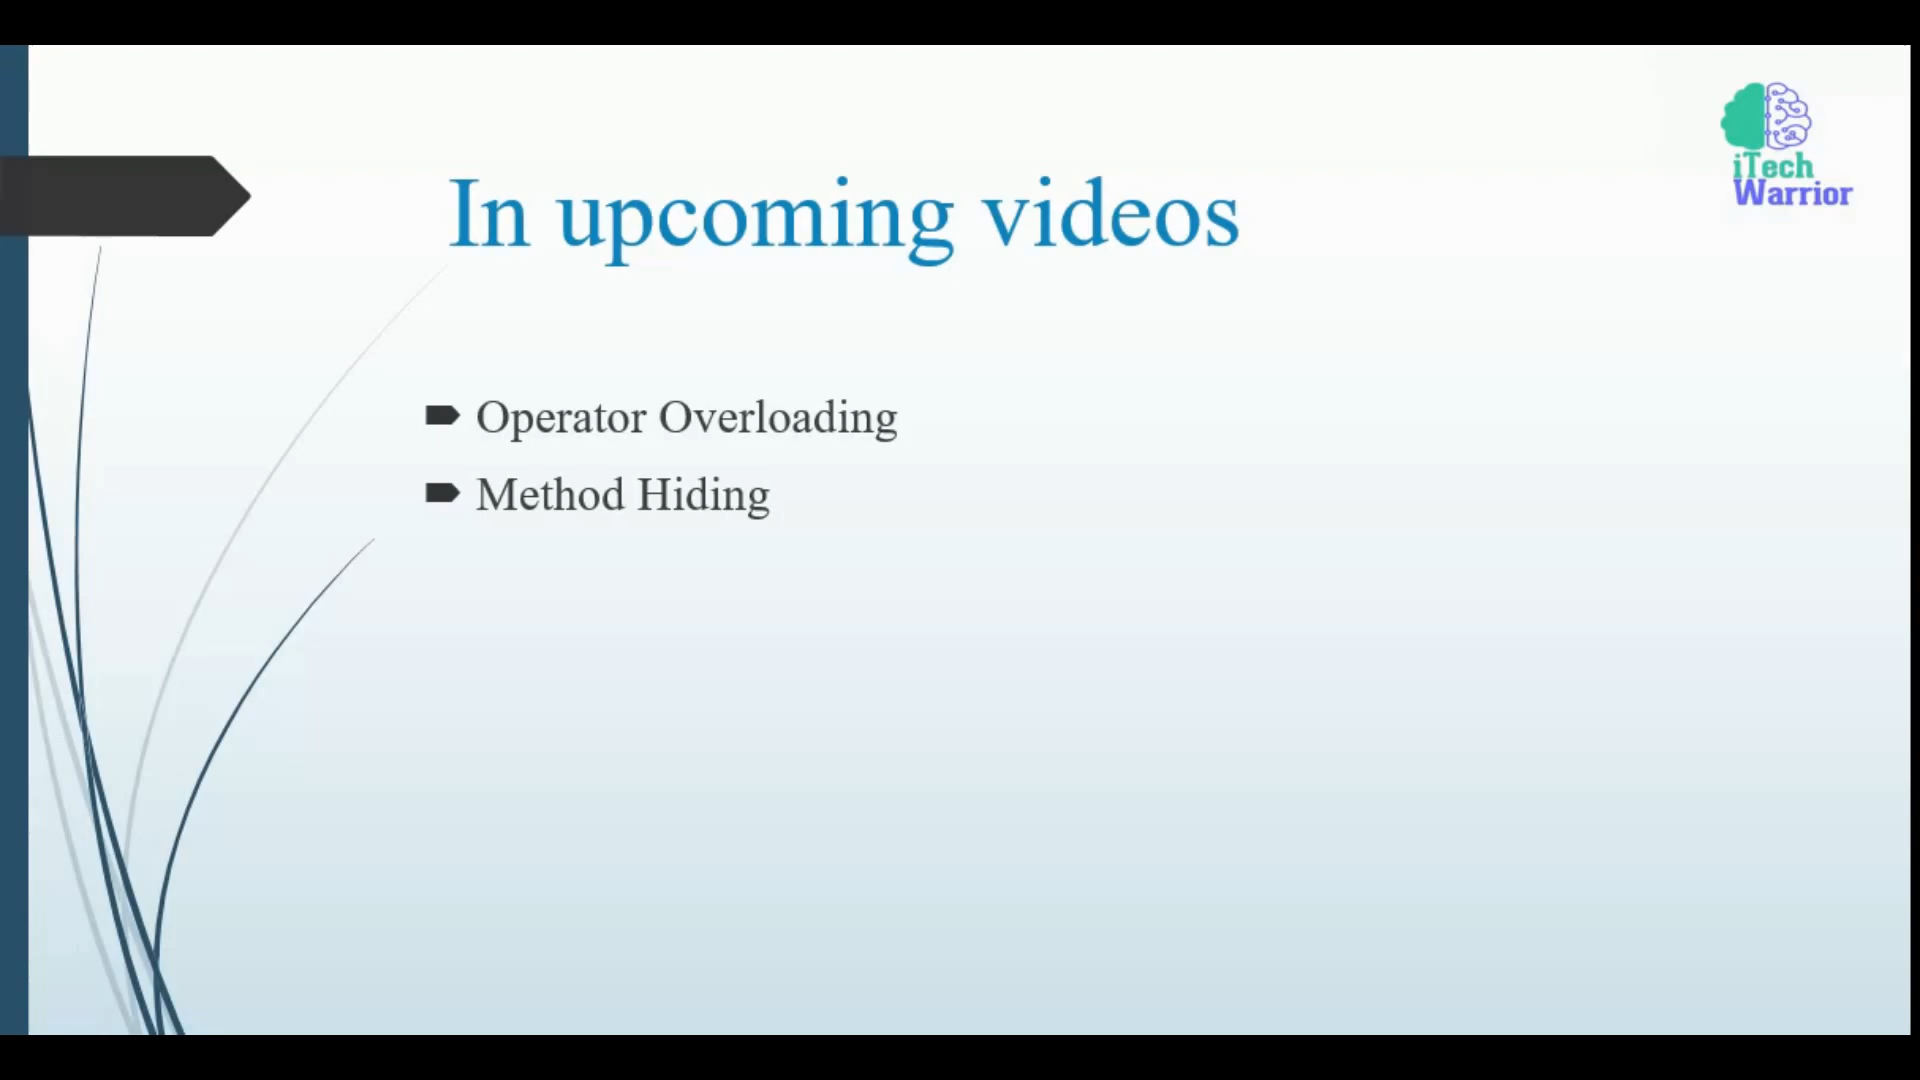 iTech
Warrior
In upcoming videos
Operator Overloading
Method Hiding